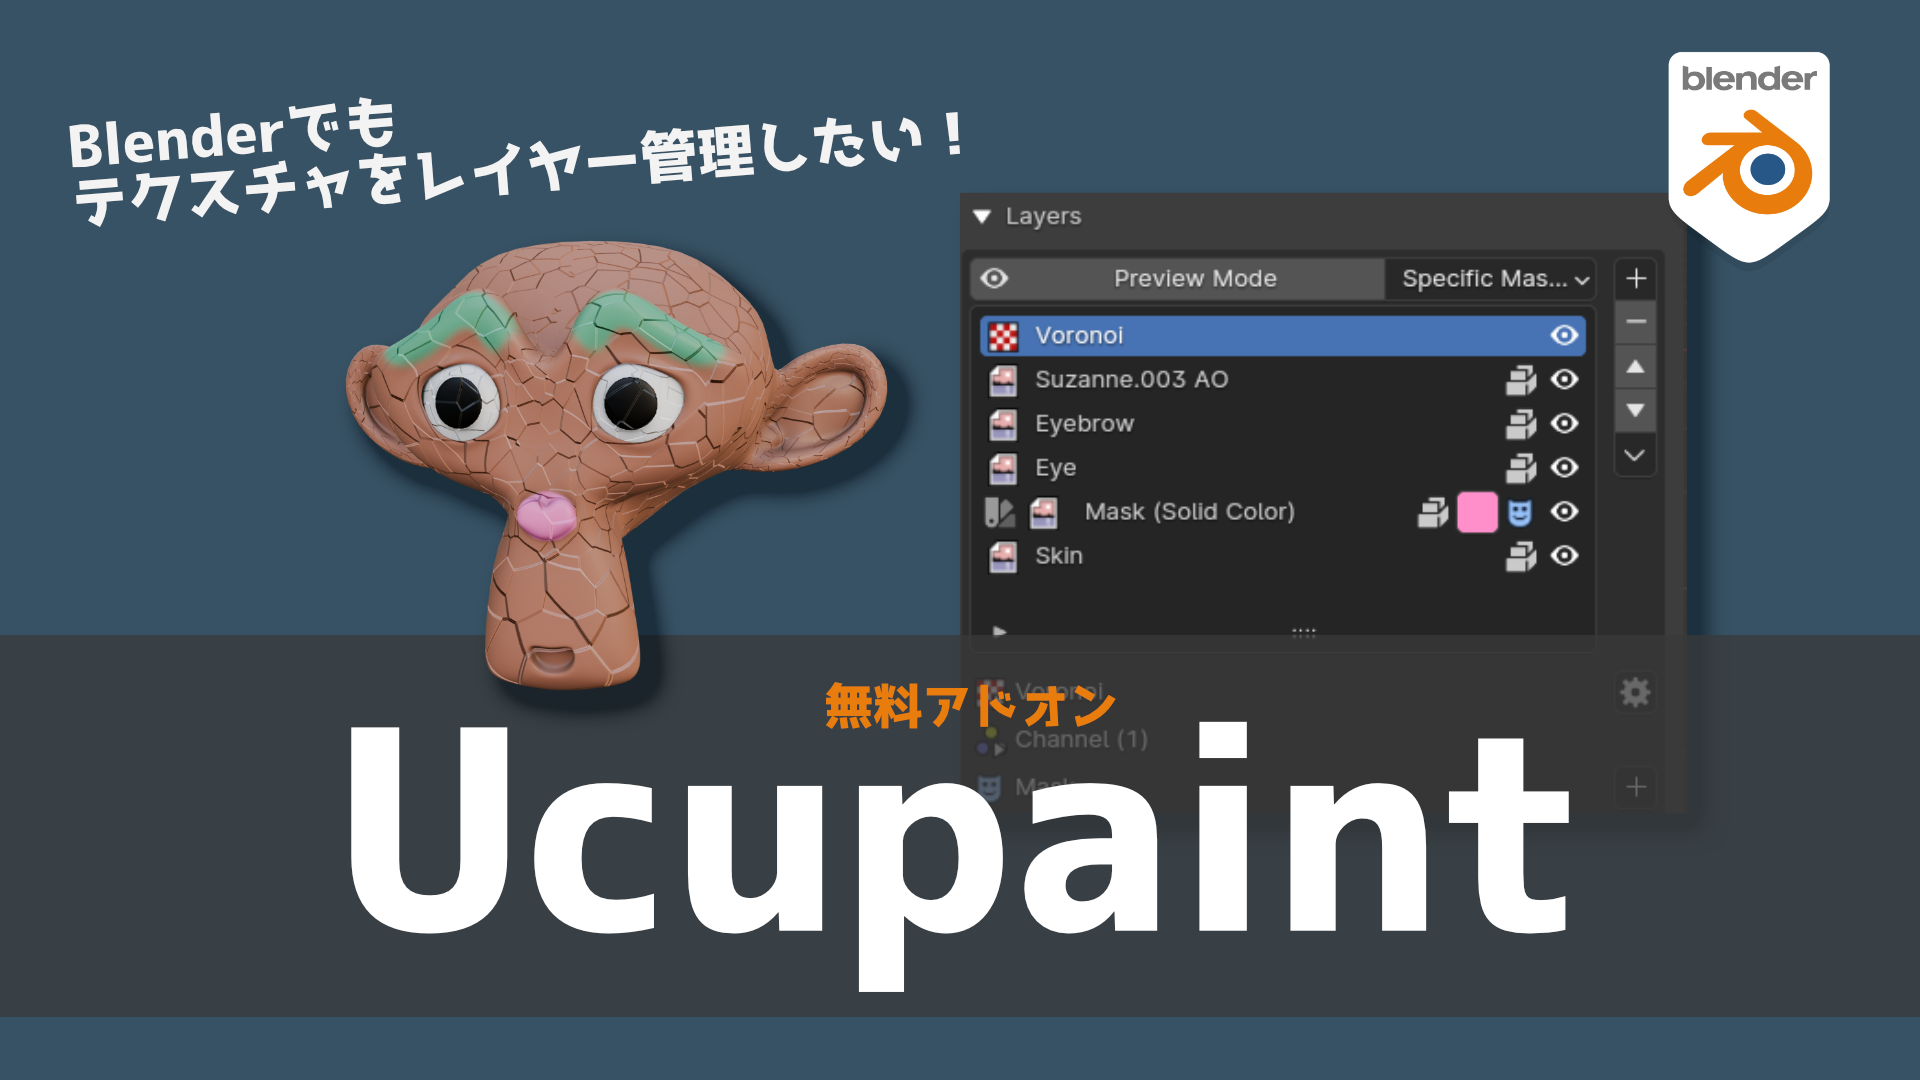 Blenderでも
テクスチャをレイヤー管理したい！
blender
Layers
Preview Mode
Specific Mas...
Voronoi
Suzanne.003 AO
Eyebrow
Eye
Mask (Solid Color)
Skin
Voronoi
無料アドオン
Channel (1)
Ucupaint